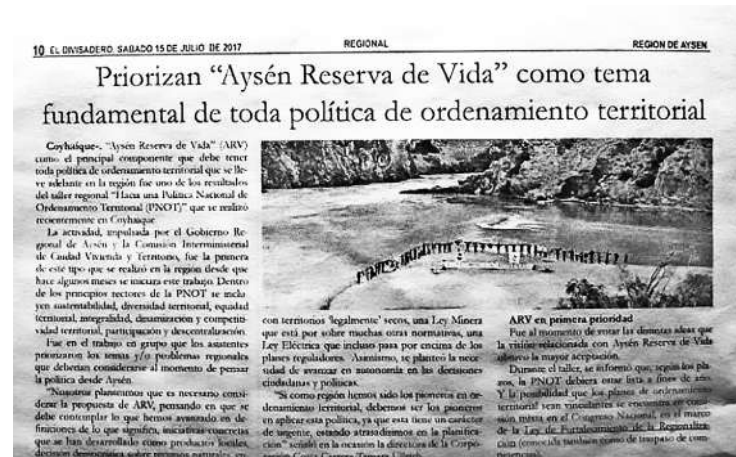 10 EL DIVISADERO, SABADO 15 DE JULIO DE 2017
REGIONAL
REGION DE AYSEN
Priorizan “Aysén Reserva de Vida” como tema
fundamental de toda política de ordenamiento territorial
Coyhaique-. “Aysén Reserva de Vida” (ARV)
como el principal componente que debe tener
toda política de ordenamiento territorial que se lle-
ve adelante en la región fue uno de los resultados
del taller regional “Hacia una Política Nacional de
Ordenamiento Territorial (PNOT)” que se realizó
recientemente en Coyhaique.
La actividad, impulsada por el Gobierno Re-
gional de Aysén y la Comisión Interministerial
de Ciudad Vivienda y Territorio, fue la primera
de este tipo que se realizó en la región desde que
hace algunos meses se iniciara este trabajo. Dentro
de los principios rectores de la PNOT se inclu-
yen sustentabilidad, diversidad territorial, equidad
territorial, integralidad, dinamización y competiti-
vidad territorial, participación y descentralización.
Fue en el trabajo en grupo que los asistentes
priorizaron los temas y/o problemas regionales
que deberían considerarse al momento de pensar
la política desde Aysén.
“Nosotros planteamos que es necesario consi-
derar la propuesta de ARV, pensando en que se
debe contemplar lo que hemos avanzado en de-
finiciones de lo que significa, iniciativas concretas
que se han desarrollado como productos locales,
decisión democrática sobre recursos naturales, en
con territorios ‘legalmente’ secos, una Ley Minera
que está por sobre muchas otras normativas, una
Ley Eléctrica que incluso pasa por encima de los
planes reguladores. Asimismo, se planteó la nece-
sidad de avanzar en autonomía en las decisiones
ciudadanas y políticas.
“Si como región hemos sido los pioneros en or-
denamiento territorial, debemos ser los pioneros
en aplicar esta política, ya que esta tiene un carácter
de urgente, estando atrasadísimos en la planifica-
ción” señaló en la ocasión la directora de la Corpo-
ARV en primera prioridad
Fue al momento de votar las distintas ideas que
la visión relacionada con Aysén Reserva de Vida
obtuvo la mayor aceptación.
Durante el taller, se informó que, según los pla-
zos, la PNOT debiera estar lista a fines de año.
Y la posibilidad que los planes de ordenamiento
territorial sean vinculantes se encuentra en comi-
sión mixta en el Congreso Nacional, en el marco
de la Ley de Fortalecimiento de la Regionaliza-
ción (conocida también como de traspaso de com-
petencias).